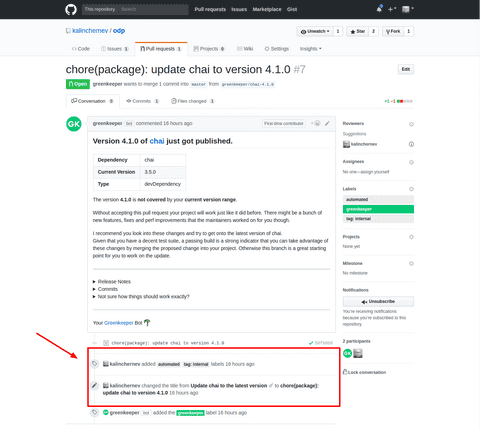 This repository Search
Pull requests Issues Marketplace Gist
kalinchernev / odp
Unwatch 1 Star 2 Fork 1
Code Issues 1 Pull requests 1 Projects 0 Wiki Settings Insights
chore(package): update chai to version 4.1.0 #7
Edit
Open greenkeeper wants to merge 1 commit into master from greenkeeper/chai-4.1.0
Conversation 0 Commits 1 Files changed 1
+1 −1
GK
greenkeeper bot commented 16 hours ago
First-time contributor
Version 4.1.0 of chai just got published.
Dependency chai
Current Version 3.5.0
Type devDependency
The version 4.1.0 is not covered by your current version range.
Without accepting this pull request your project will work just like it did before. There might be a bunch of
new features, fixes and perf improvements that the maintainers worked on for you though.
I recommend you look into these changes and try to get onto the latest version of chai.
Given that you have a decent test suite, a passing build is a strong indicator that you can take advantage of
these changes by merging the proposed change into your project. Otherwise this branch is a great starting
point for you to work on the update.
Release Notes
Commits
Not sure how things should work exactly?
Your Greenkeeper Bot
chore(package): update chai to version 4.1.0
kalinchernev added automated tag: internal labels 16 hours ago
kalinchernev changed the title from Update chai to the latest version to chore(package):
update chai to version 4.1.0 16 hours ago
greenkeeper bot added the greenkeeper label 16 hours ago
Reviewers
Suggestions
kalinchernev
Assignees
No one—assign yourself
Labels
automated
greenkeeper
tag: internal
Projects
None yet
Milestone
No milestone
Notifications
Unsubscribe
You're receiving notifications
because you're subscribed to this
repository.
2 participants
GK
Lock conversation